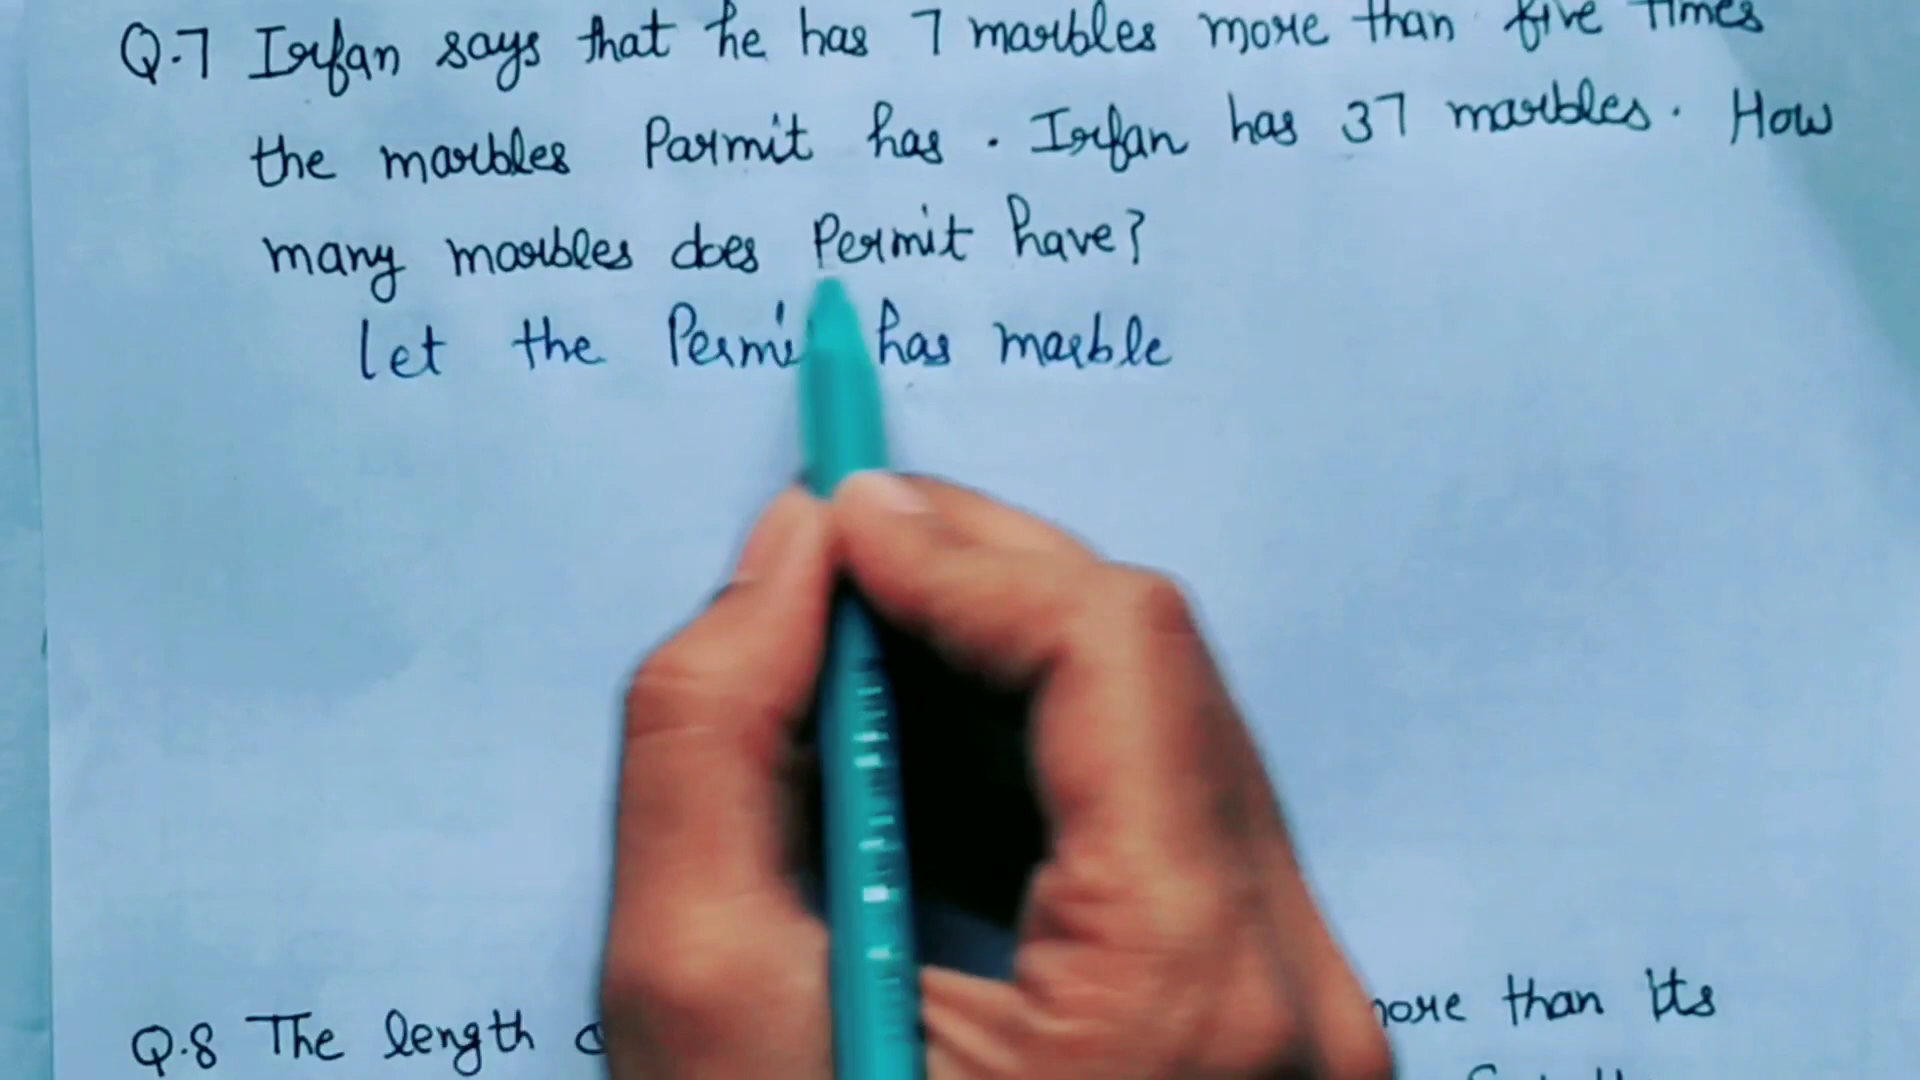 Q.7 Irfan says that he has 7 marbles more than five times
the marbles Parmit has. Irfan has 37 marbles. How
many marbles does Permit have?
let the Permi has marble
Q.8 The length more than its